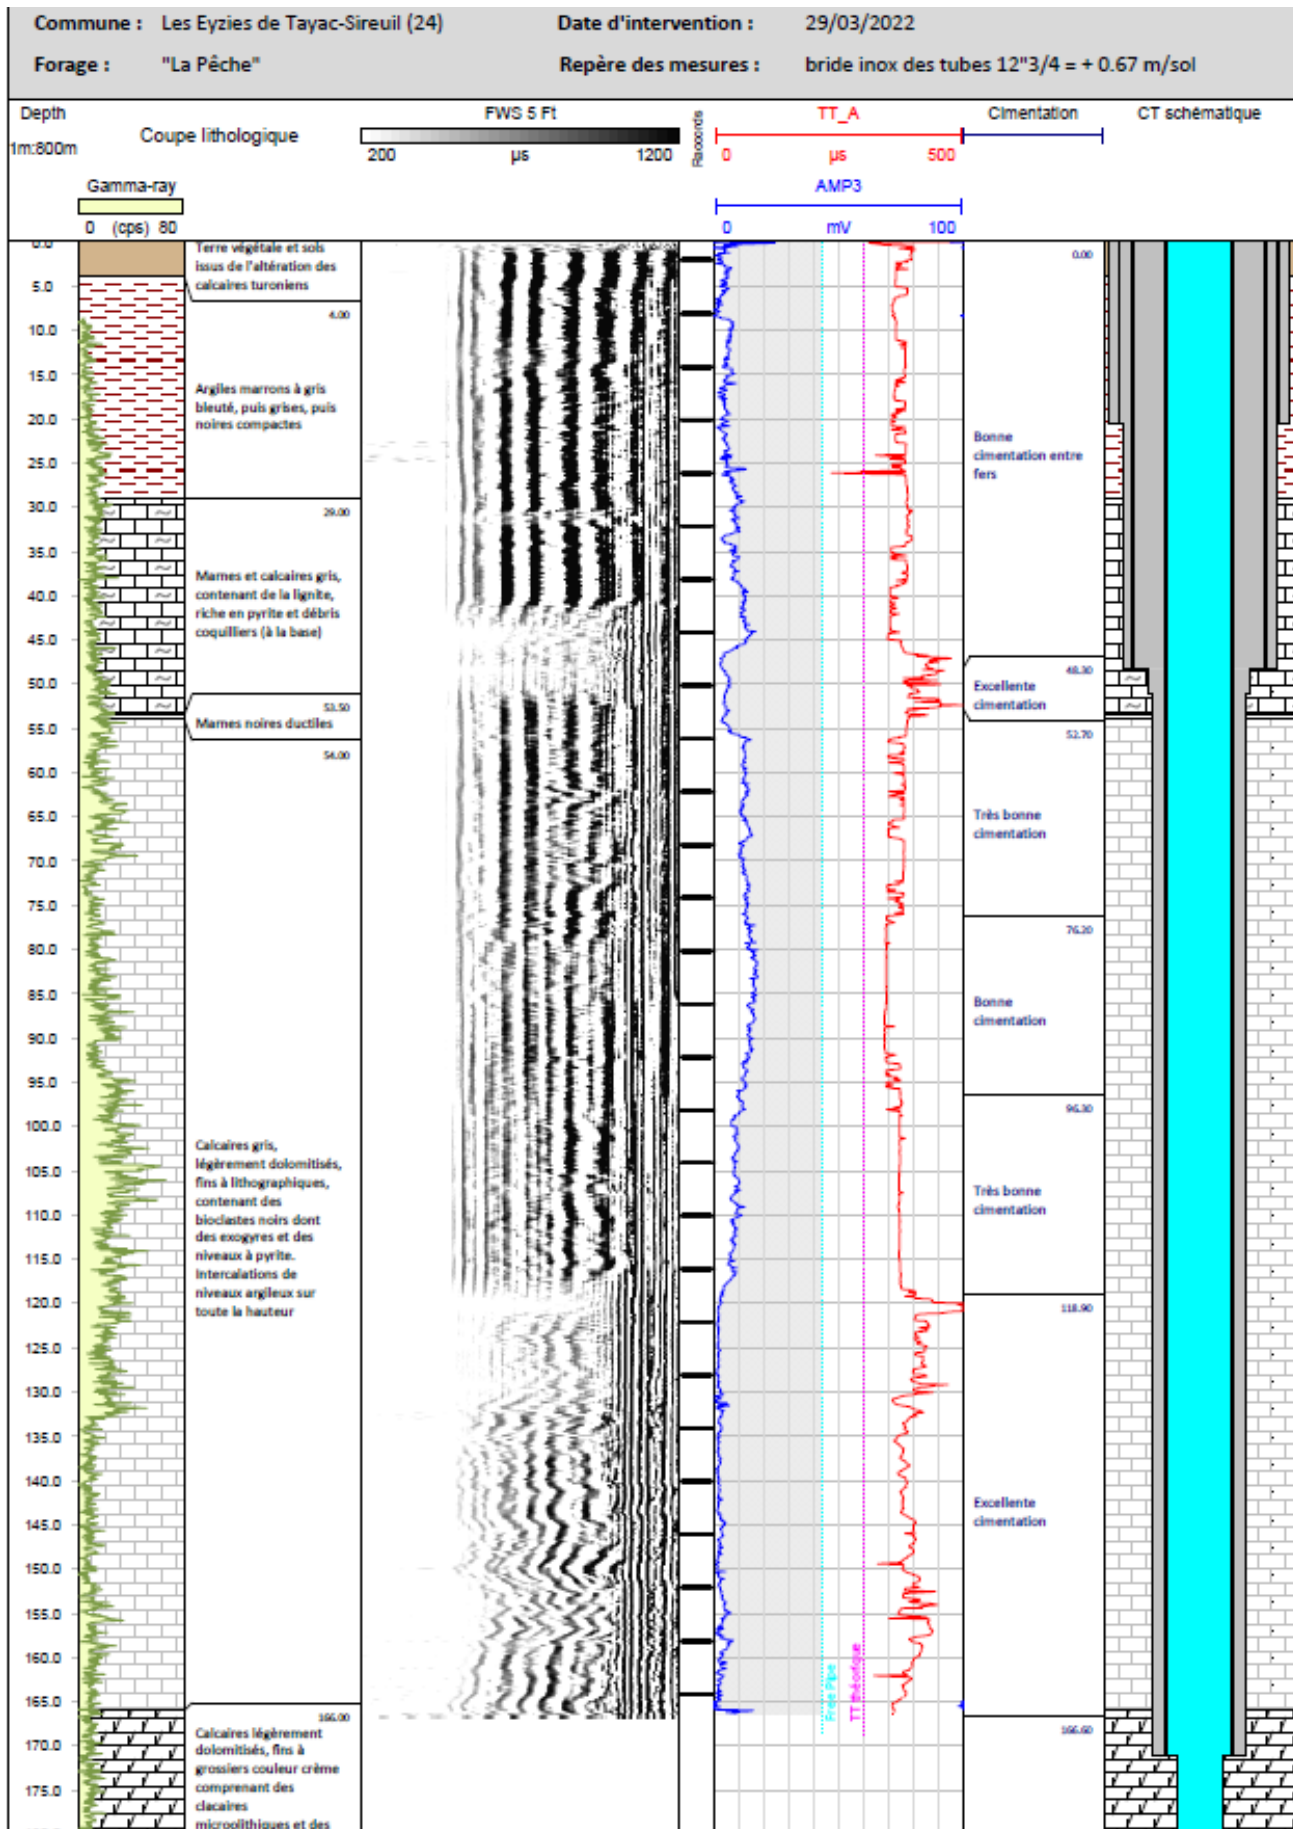 Commune : Les Eyzies de Tayac-Sireuil (24) Date d'intervention : 29/03/2022
Forage : "La Pêche" Repère des mesures : bride inox des tubes 12"3/4 = + 0.67 m/sol
Depth
1m:800m
Coupe lithologique
Gamma-ray
0 (cps) 80
FWS 5 Ft
200 µs 1200
Raccords
TT_A
0 µs 500
AMP3
0 mV 100
Cimentation
CT schématique
0.0
5.0
10.0
15.0
20.0
25.0
30.0
35.0
40.0
45.0
50.0
55.0
60.0
65.0
70.0
75.0
80.0
85.0
90.0
95.0
100.0
105.0
110.0
115.0
120.0
125.0
130.0
135.0
140.0
145.0
150.0
155.0
160.0
165.0
170.0
175.0
Terre végétale et sols
issus de l'altération des
calcaires turoniens
4.00
Argiles marrons à gris
bleuté, puis grises, puis
noires compactes
29.00
Marnes et calcaires gris,
contenant de la lignite,
riche en pyrite et débris
coquilliers (à la base)
53.50
Marnes noires ductiles
54.00
Calcaires gris,
légèrement dolomitisés,
fins à lithographiques,
contenant des
bioclastes noirs dont
des exogyres et des
niveaux à pyrite.
Intercalations de
niveaux argileux sur
toute la hauteur
166.00
Calcaires légèrement
dolomitisés, fins à
grossiers couleur crème
comprenant des
clacaires
microolithiques et des
Free Pipe
TT théorique
0.00
Bonne
cimentation entre
fers
48.30
Excellente
cimentation
52.70
Très bonne
cimentation
76.20
Bonne
cimentation
96.30
Très bonne
cimentation
118.90
Excellente
cimentation
166.60